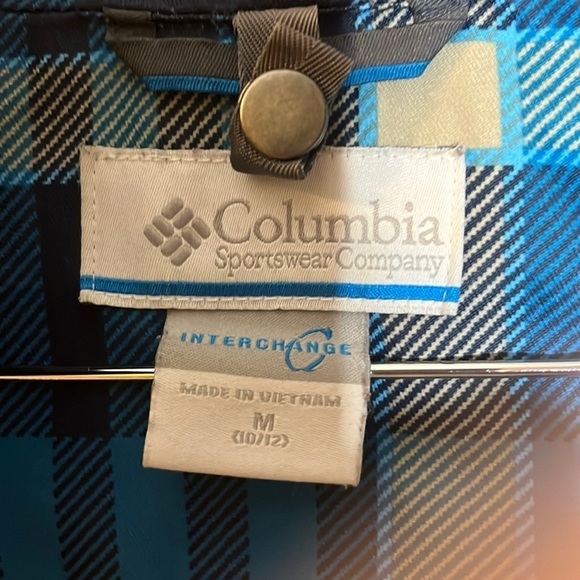 Columbia
Sportswear Company
INTERCHANGE
MADE IN VIETNAM
M
(10/12)